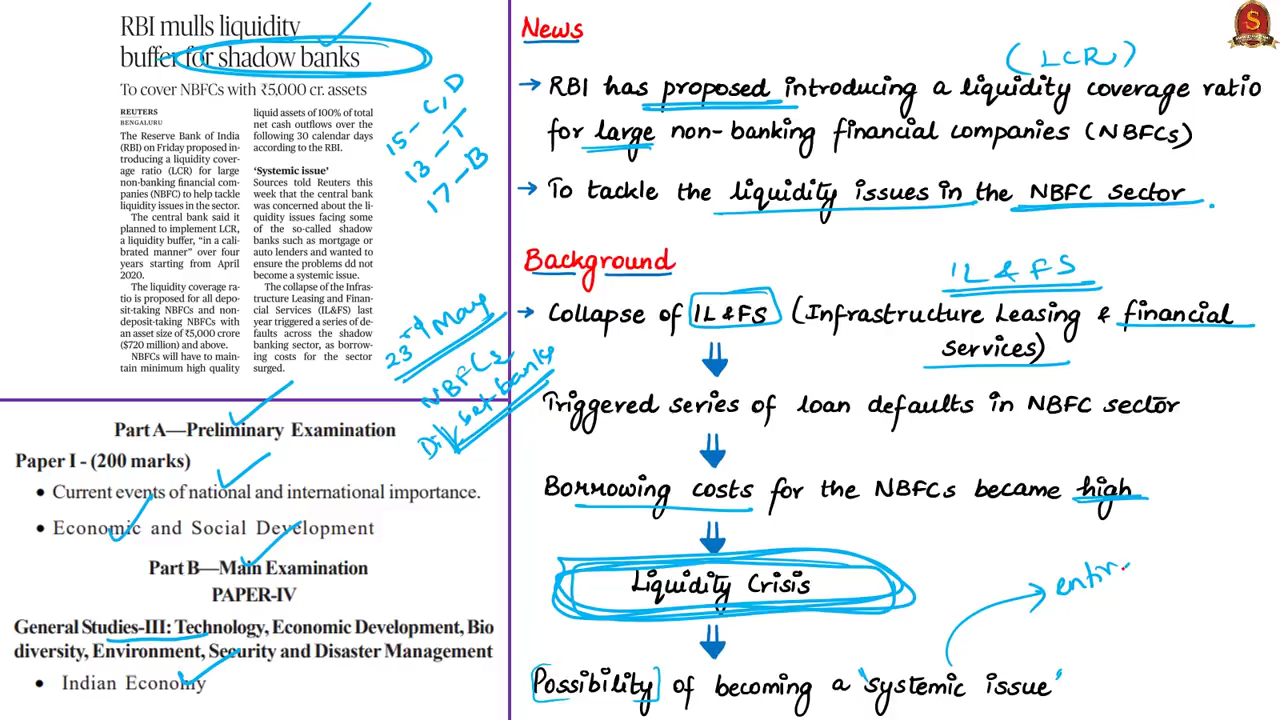 RBI mulls liquidity
buffer for shadow banks
To cover NBFCs with ₹5,000 cr. assets
REUTERS
BENGALURU
The Reserve Bank of India
(RBI) on Friday proposed in-
troducing a liquidity cover-
age ratio (LCR) for large
non-banking financial com-
panies (NBFC) to help tackle
liquidity issues in the sector.
The central bank said it
planned to implement LCR,
a liquidity buffer, “in a cali-
brated manner” over four
years starting from April
2020.
The liquidity coverage ra-
tio is proposed for all depo-
sit-taking NBFCs and non-
deposit-taking NBFCs with
an asset size of ₹5,000 crore
($720 million) and above.
NBFCs will have to main-
tain minimum high quality
liquid assets of 100% of total
net cash outflows over the
following 30 calendar days
according to the RBI.
‘Systemic issue’
Sources told Reuters this
week that the central bank
was concerned about the li-
quidity issues facing some
of the so-called shadow
banks such as mortgage or
auto lenders and wanted to
ensure the problems did not
become a systemic issue.
The collapse of the Infras-
tructure Leasing and Finan-
cial Services (IL&FS) last
year triggered a series of de-
faults across the shadow
banking sector, as borrow-
ing costs for the sector
surged.
15 - C, D
13 - T
17 - B
23rd May
NBFCs
Dif bet banks
Part A—Preliminary Examination
Paper I - (200 marks)
• Current events of national and international importance.
• Economic and Social Development
Part B—Main Examination
PAPER-IV
General Studies-III: Technology, Economic Development, Bio
diversity, Environment, Security and Disaster Management
• Indian Economy
News
(LCR)
→ RBI has proposed introducing a liquidity coverage ratio
for large non-banking financial companies (NBFCs)
→ To tackle the liquidity issues in the NBFC sector
Background
IL & FS
→ Collapse of IL & FS (Infrastructure Leasing & financial
services)
Triggered series of loan defaults in NBFC sector
Borrowing costs for the NBFCs became high
Liquidity Crisis
entir
Possibility of becoming a "systemic issue"
S